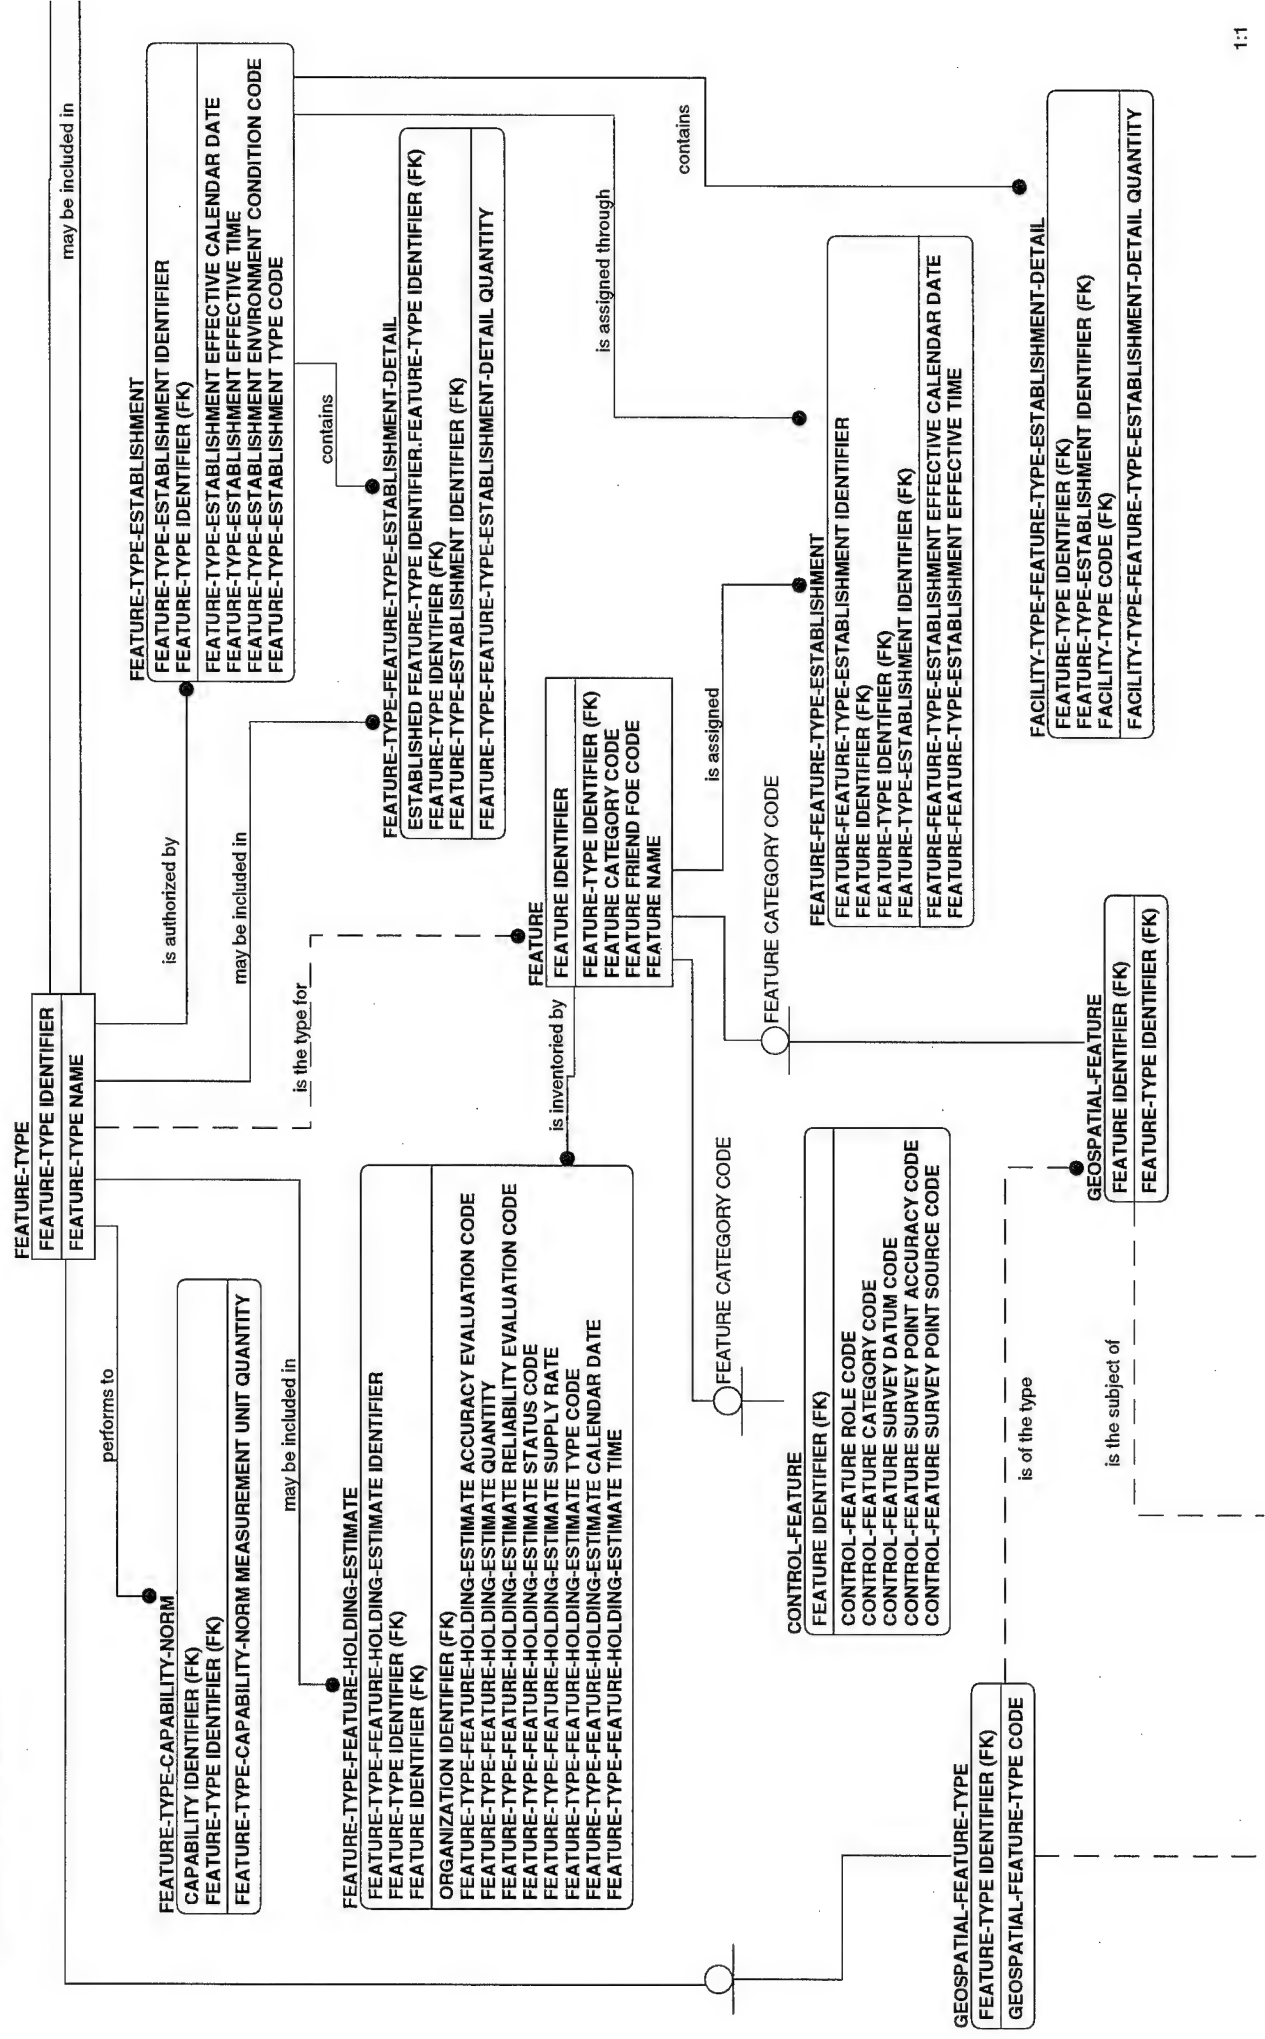 FEATURE-TYPE
FEATURE-TYPE IDENTIFIER
FEATURE-TYPE NAME
may be included in
performs to
may be included in
is the type for
may be included in
is authorized by
FEATURE-TYPE-CAPABILITY-NORM
CAPABILITY IDENTIFIER (FK)
FEATURE-TYPE IDENTIFIER (FK)
FEATURE-TYPE-CAPABILITY-NORM MEASUREMENT UNIT QUANTITY
FEATURE-TYPE-ESTABLISHMENT
FEATURE-TYPE-ESTABLISHMENT IDENTIFIER
FEATURE-TYPE IDENTIFIER (FK)
FEATURE-TYPE-ESTABLISHMENT EFFECTIVE CALENDAR DATE
FEATURE-TYPE-ESTABLISHMENT EFFECTIVE TIME
FEATURE-TYPE-ESTABLISHMENT ENVIRONMENT CONDITION CODE
FEATURE-TYPE-ESTABLISHMENT TYPE CODE
contains
is assigned through
contains
FEATURE-TYPE-FEATURE-HOLDING-ESTIMATE
FEATURE-TYPE-FEATURE-HOLDING-ESTIMATE IDENTIFIER
FEATURE-TYPE IDENTIFIER (FK)
FEATURE IDENTIFIER (FK)
ORGANIZATION IDENTIFIER (FK)
FEATURE-TYPE-FEATURE-HOLDING-ESTIMATE ACCURACY EVALUATION CODE
FEATURE-TYPE-FEATURE-HOLDING-ESTIMATE QUANTITY
FEATURE-TYPE-FEATURE-HOLDING-ESTIMATE RELIABILITY EVALUATION CODE
FEATURE-TYPE-FEATURE-HOLDING-ESTIMATE STATUS CODE
FEATURE-TYPE-FEATURE-HOLDING-ESTIMATE SUPPLY RATE
FEATURE-TYPE-FEATURE-HOLDING-ESTIMATE TYPE CODE
FEATURE-TYPE-FEATURE-HOLDING-ESTIMATE CALENDAR DATE
FEATURE-TYPE-FEATURE-HOLDING-ESTIMATE TIME
FEATURE-TYPE-FEATURE-TYPE-ESTABLISHMENT-DETAIL
ESTABLISHED FEATURE-TYPE IDENTIFIER.FEATURE-TYPE IDENTIFIER (FK)
FEATURE-TYPE IDENTIFIER (FK)
FEATURE-TYPE-ESTABLISHMENT IDENTIFIER (FK)
FEATURE-TYPE-FEATURE-TYPE-ESTABLISHMENT-DETAIL QUANTITY
is inventoried by
FEATURE
FEATURE IDENTIFIER
FEATURE-TYPE IDENTIFIER (FK)
FEATURE CATEGORY CODE
FEATURE FRIEND FOE CODE
FEATURE NAME
is assigned
FEATURE CATEGORY CODE
FEATURE CATEGORY CODE
CONTROL-FEATURE
FEATURE IDENTIFIER (FK)
CONTROL-FEATURE ROLE CODE
CONTROL-FEATURE CATEGORY CODE
CONTROL-FEATURE SURVEY DATUM CODE
CONTROL-FEATURE SURVEY POINT ACCURACY CODE
CONTROL-FEATURE SURVEY POINT SOURCE CODE
FEATURE-FEATURE-TYPE-ESTABLISHMENT
FEATURE-FEATURE-TYPE-ESTABLISHMENT IDENTIFIER
FEATURE IDENTIFIER (FK)
FEATURE-TYPE IDENTIFIER (FK)
FEATURE-TYPE-ESTABLISHMENT IDENTIFIER (FK)
FEATURE-FEATURE-TYPE-ESTABLISHMENT EFFECTIVE CALENDAR DATE
FEATURE-FEATURE-TYPE-ESTABLISHMENT EFFECTIVE TIME
GEOSPATIAL-FEATURE-TYPE
FEATURE-TYPE IDENTIFIER (FK)
GEOSPATIAL-FEATURE-TYPE CODE
is of the type
is the subject of
GEOSPATIAL-FEATURE
FEATURE IDENTIFIER (FK)
FEATURE-TYPE IDENTIFIER (FK)
FACILITY-TYPE-FEATURE-TYPE-ESTABLISHMENT-DETAIL
FEATURE-TYPE IDENTIFIER (FK)
FEATURE-TYPE-ESTABLISHMENT IDENTIFIER (FK)
FACILITY-TYPE CODE (FK)
FACILITY-TYPE-FEATURE-TYPE-ESTABLISHMENT-DETAIL QUANTITY
1:1